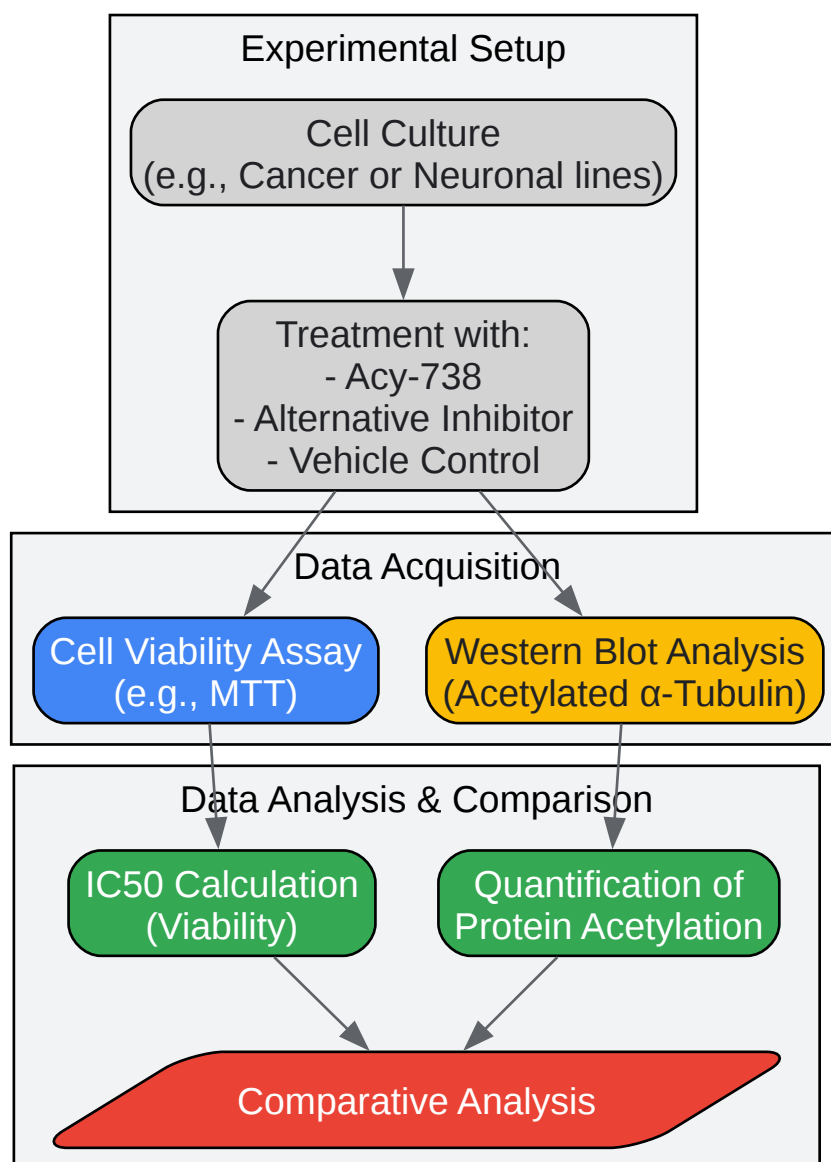 Experimental Setup
Cell Culture
(e.g., Cancer or Neuronal lines)
Treatment with:
- Acy-738
- Alternative Inhibitor
- Vehicle Control
Data Acquisition
Cell Viability Assay
(e.g., MTT)
Western Blot Analysis
(Acetylated α-Tubulin)
Data Analysis & Comparison
IC50 Calculation
(Viability)
Quantification of
Protein Acetylation
Comparative Analysis